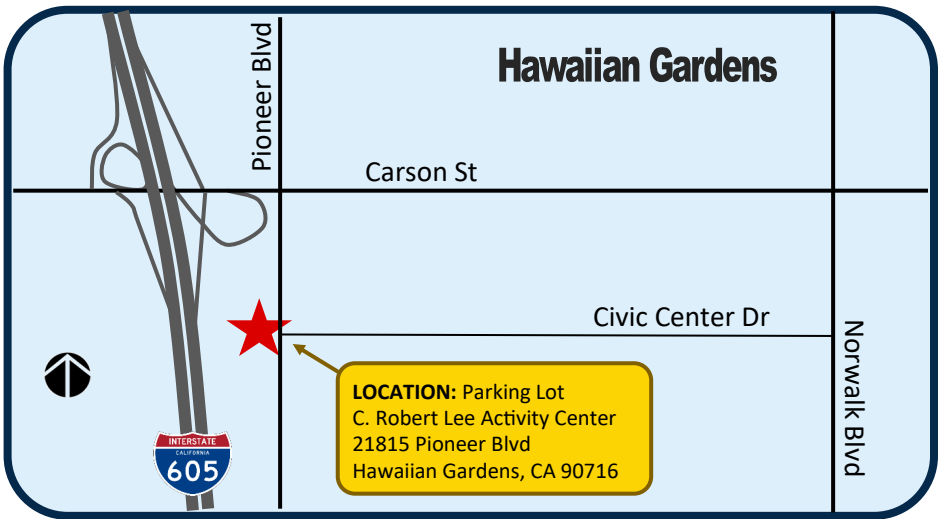 Hawaiian Gardens
Pioneer Blvd
Carson St
Civic Center Dr
Norwalk Blvd
LOCATION: Parking Lot
C. Robert Lee Activity Center
21815 Pioneer Blvd
Hawaiian Gardens, CA 90716
INTERSTATE
CALIFORNIA
605